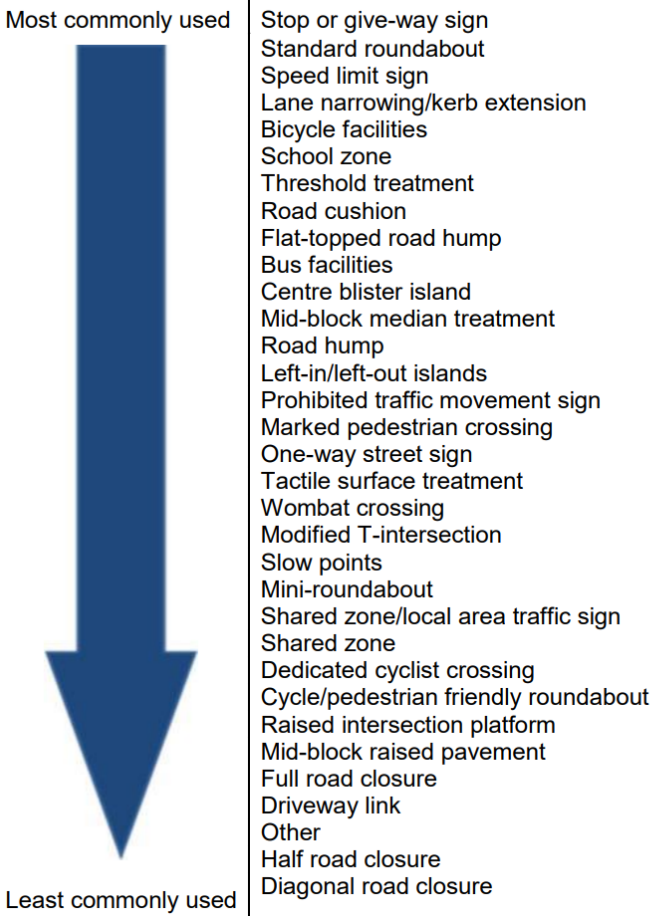 Most commonly used
Stop or give-way sign
Standard roundabout
Speed limit sign
Lane narrowing/kerb extension
Bicycle facilities
School zone
Threshold treatment
Road cushion
Flat-topped road hump
Bus facilities
Centre blister island
Mid-block median treatment
Road hump
Left-in/left-out islands
Prohibited traffic movement sign
Marked pedestrian crossing
One-way street sign
Tactile surface treatment
Wombat crossing
Modified T-intersection
Slow points
Mini-roundabout
Shared zone/local area traffic sign
Shared zone
Dedicated cyclist crossing
Cycle/pedestrian friendly roundabout
Raised intersection platform
Mid-block raised pavement
Full road closure
Driveway link
Other
Half road closure
Diagonal road closure
Least commonly used